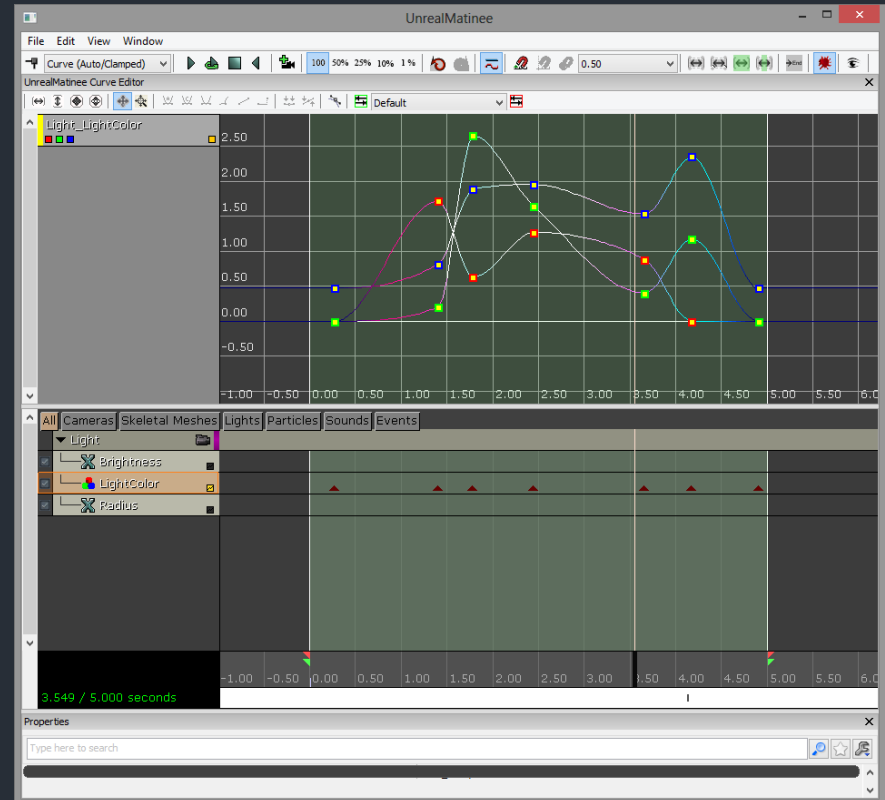 UnrealMatinee
File Edit View Window
Curve (Auto/Clamped) 100 50% 25% 10% 1% 0.50 End
UnrealMatinee Curve Editor
Default
Light_LightColor
2.50
2.00
1.50
1.00
0.50
0.00
-0.50
-1.00 -0.50 0.00 0.50 1.00 1.50 2.00 2.50 3.00 3.50 4.00 4.50 5.00 5.50 6.0
All Cameras Skeletal Meshes Lights Particles Sounds Events
Light
Brightness
LightColor
Radius
-1.00 -0.50 0.00 0.50 1.00 1.50 2.00 2.50 3.00 3.50 4.00 4.50 5.00 5.50 6.0
3.549 / 5.000 seconds
Properties
Type here to search